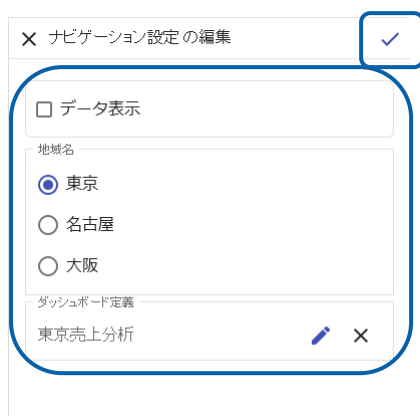 ナビゲーション設定の編集
データ表示
地域名
東京
名古屋
大阪
ダッシュボード定義
東京売上分析